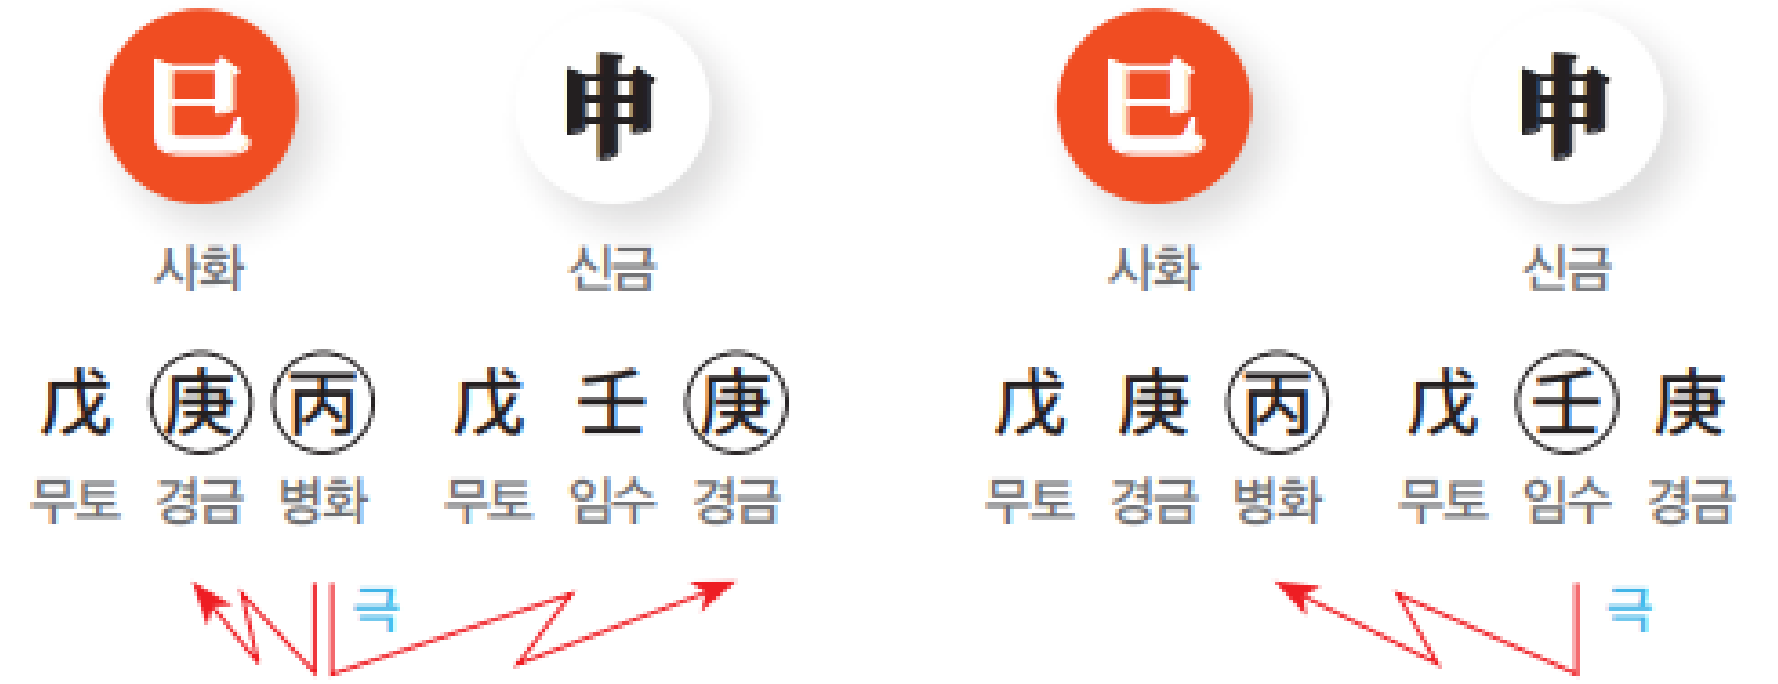 巳 申 巳 申
사화 신금 사화 신금
戊 庚 丙 戊 壬 庚 戊 庚 丙 戊 壬 庚
무토 경금 병화 무토 임수 경금 무토 경금 병화 무토 임수 경금
극 극